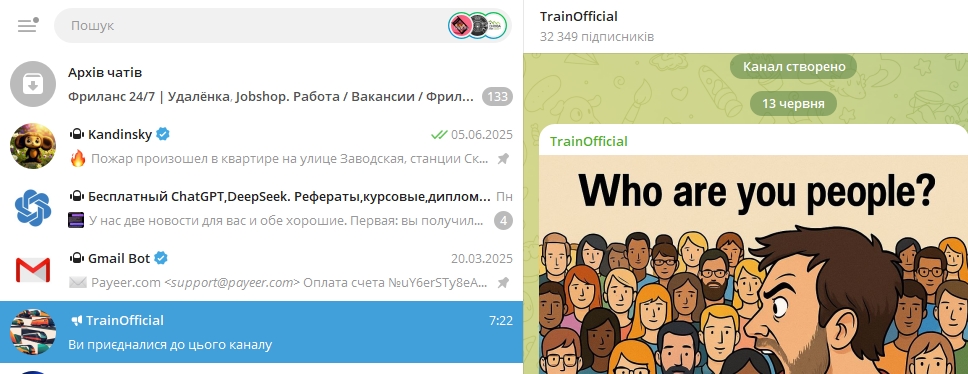 Пошук
Архів чатів
Фриланс 24/7 | Удалёнка, Jobshop. Работа / Вакансии / Фрил...
133
Kandinsky
05.06.2025
Пожар произошел в квартире на улице Заводская, станции Ск...
Бесплатный ChatGPT,DeepSeek. Рефераты,курсовые,диплом...
Пн
У нас две новости для вас и обе хорошие. Первая: вы получил...
4
Gmail Bot
20.03.2025
Payeer.com <support@payeer.com> Оплата счета №uY6erSTy8eA...
TrainOfficial
7:22
Ви приєдналися до цього каналу
TrainOfficial
32 349 підписників
Канал створено
13 червня
TrainOfficial
Who are you people?